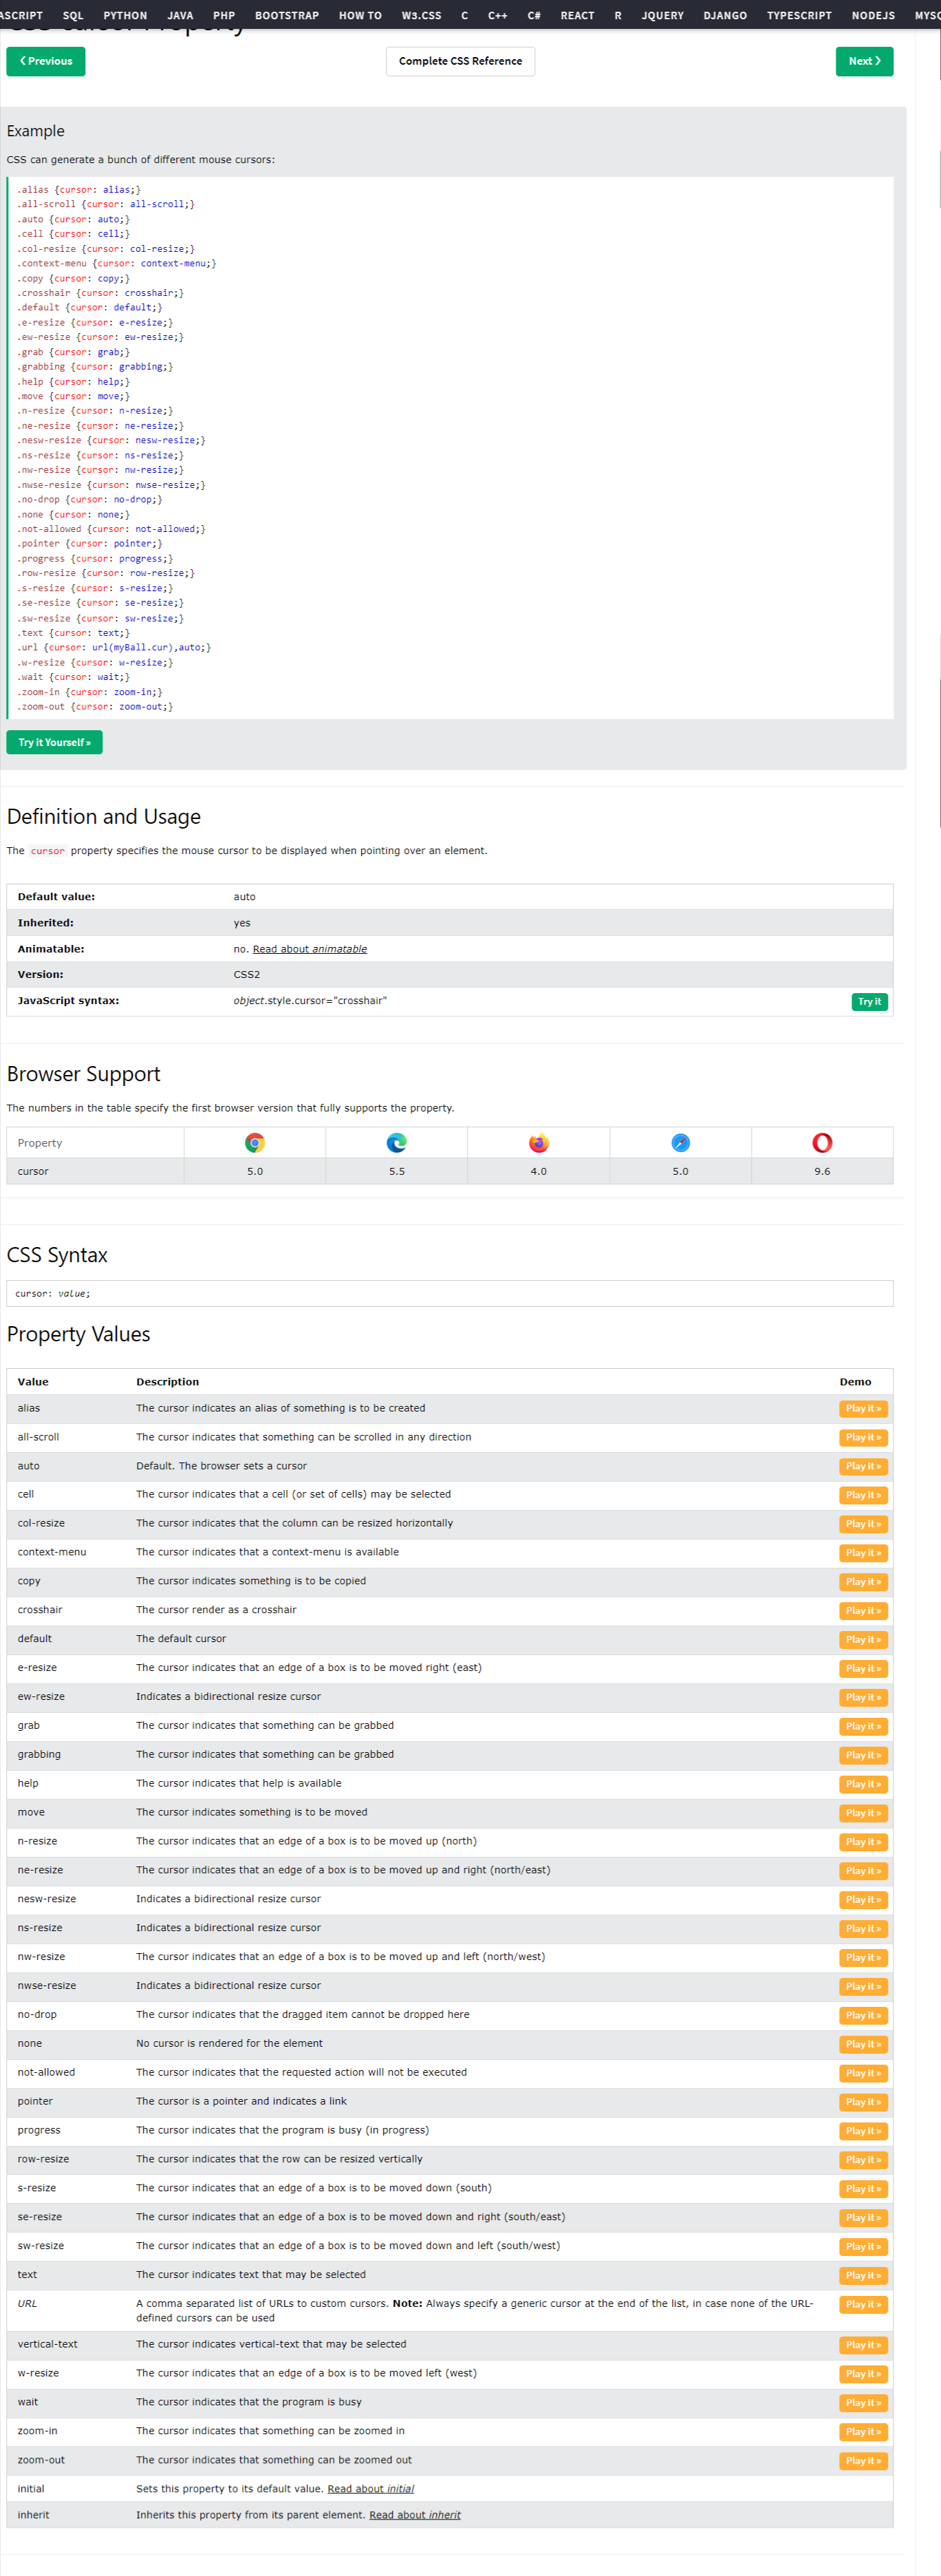 ASCRIPT SQL PYTHON JAVA PHP BOOTSTRAP HOW TO W3.CSS C C++ C# REACT R JQUERY DJANGO TYPESCRIPT NODEJS MYSQ
CSS cursor Property
❮ Previous Complete CSS Reference Next ❯
Example
CSS can generate a bunch of different mouse cursors:
.alias {cursor: alias;}
.all-scroll {cursor: all-scroll;}
.auto {cursor: auto;}
.cell {cursor: cell;}
.col-resize {cursor: col-resize;}
.context-menu {cursor: context-menu;}
.copy {cursor: copy;}
.crosshair {cursor: crosshair;}
.default {cursor: default;}
.e-resize {cursor: e-resize;}
.ew-resize {cursor: ew-resize;}
.grab {cursor: grab;}
.grabbing {cursor: grabbing;}
.help {cursor: help;}
.move {cursor: move;}
.n-resize {cursor: n-resize;}
.ne-resize {cursor: ne-resize;}
.nesw-resize {cursor: nesw-resize;}
.ns-resize {cursor: ns-resize;}
.nw-resize {cursor: nw-resize;}
.nwse-resize {cursor: nwse-resize;}
.no-drop {cursor: no-drop;}
.none {cursor: none;}
.not-allowed {cursor: not-allowed;}
.pointer {cursor: pointer;}
.progress {cursor: progress;}
.row-resize {cursor: row-resize;}
.s-resize {cursor: s-resize;}
.se-resize {cursor: se-resize;}
.sw-resize {cursor: sw-resize;}
.text {cursor: text;}
.url {cursor: url(myBall.cur),auto;}
.w-resize {cursor: w-resize;}
.wait {cursor: wait;}
.zoom-in {cursor: zoom-in;}
.zoom-out {cursor: zoom-out;}
Try it Yourself »
Definition and Usage
The cursor property specifies the mouse cursor to be displayed when pointing over an element.
Default value: auto
Inherited: yes
Animatable: no. Read about animatable
Version: CSS2
JavaScript syntax: object.style.cursor="crosshair" Try it
Browser Support
The numbers in the table specify the first browser version that fully supports the property.
Property
cursor 5.0 5.5 4.0 5.0 9.6
CSS Syntax
cursor: value;
Property Values
Value Description Demo
alias The cursor indicates an alias of something is to be created Play it »
all-scroll The cursor indicates that something can be scrolled in any direction Play it »
auto Default. The browser sets a cursor Play it »
cell The cursor indicates that a cell (or set of cells) may be selected Play it »
col-resize The cursor indicates that the column can be resized horizontally Play it »
context-menu The cursor indicates that a context-menu is available Play it »
copy The cursor indicates something is to be copied Play it »
crosshair The cursor render as a crosshair Play it »
default The default cursor Play it »
e-resize The cursor indicates that an edge of a box is to be moved right (east) Play it »
ew-resize Indicates a bidirectional resize cursor Play it »
grab The cursor indicates that something can be grabbed Play it »
grabbing The cursor indicates that something can be grabbed Play it »
help The cursor indicates that help is available Play it »
move The cursor indicates something is to be moved Play it »
n-resize The cursor indicates that an edge of a box is to be moved up (north) Play it »
ne-resize The cursor indicates that an edge of a box is to be moved up and right (north/east) Play it »
nesw-resize Indicates a bidirectional resize cursor Play it »
ns-resize Indicates a bidirectional resize cursor Play it »
nw-resize The cursor indicates that an edge of a box is to be moved up and left (north/west) Play it »
nwse-resize Indicates a bidirectional resize cursor Play it »
no-drop The cursor indicates that the dragged item cannot be dropped here Play it »
none No cursor is rendered for the element Play it »
not-allowed The cursor indicates that the requested action will not be executed Play it »
pointer The cursor is a pointer and indicates a link Play it »
progress The cursor indicates that the program is busy (in progress) Play it »
row-resize The cursor indicates that the row can be resized vertically Play it »
s-resize The cursor indicates that an edge of a box is to be moved down (south) Play it »
se-resize The cursor indicates that an edge of a box is to be moved down and right (south/east) Play it »
sw-resize The cursor indicates that an edge of a box is to be moved down and left (south/west) Play it »
text The cursor indicates text that may be selected Play it »
URL A comma separated list of URLs to custom cursors. Note: Always specify a generic cursor at the end of the list, in case none of the URL- Play it »
defined cursors can be used
vertical-text The cursor indicates vertical-text that may be selected Play it »
w-resize The cursor indicates that an edge of a box is to be moved left (west) Play it »
wait The cursor indicates that the program is busy Play it »
zoom-in The cursor indicates that something can be zoomed in Play it »
zoom-out The cursor indicates that something can be zoomed out Play it »
initial Sets this property to its default value. Read about initial
inherit Inherits this property from its parent element. Read about inherit